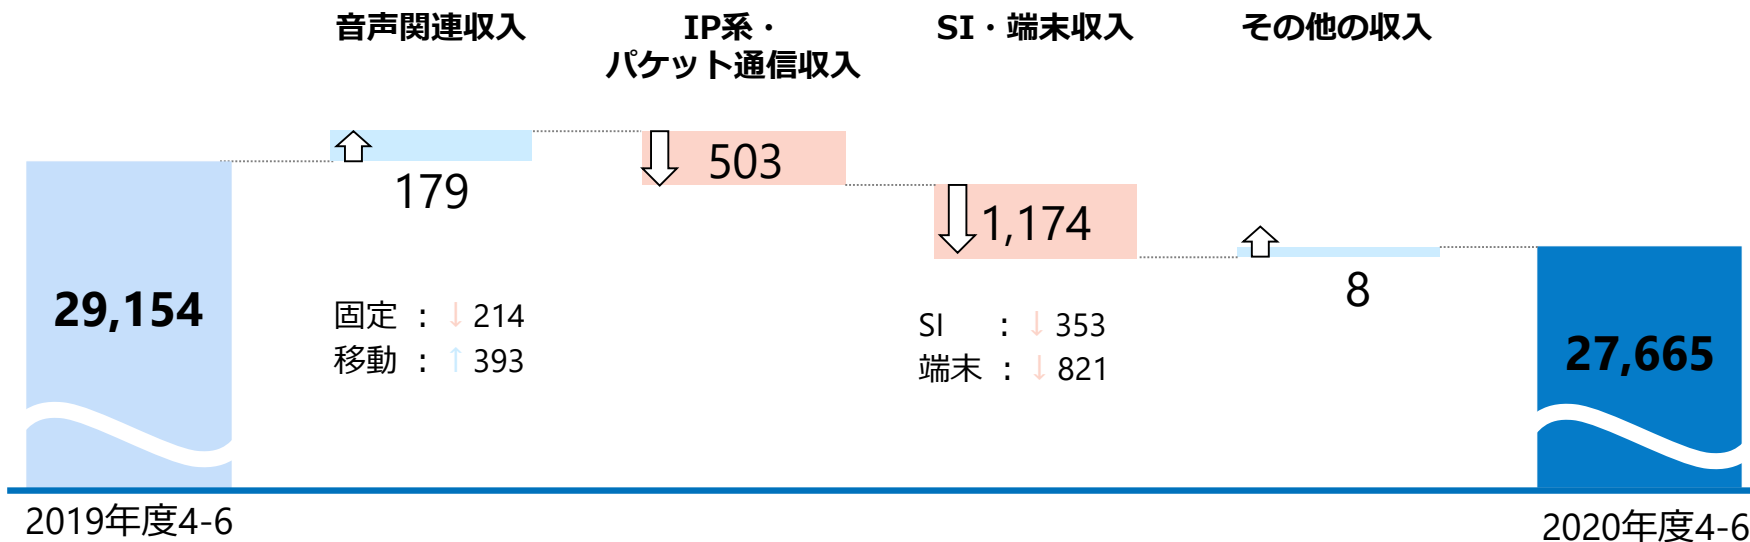 音声関連収入
IP系・
パケット通信収入
SI・端末収入
その他の収入
179
503
1,174
8
29,154
固定 : ↓ 214
移動 : ↑ 393
SI : ↓ 353
端末 : ↓ 821
27,665
2019年度4-6
2020年度4-6